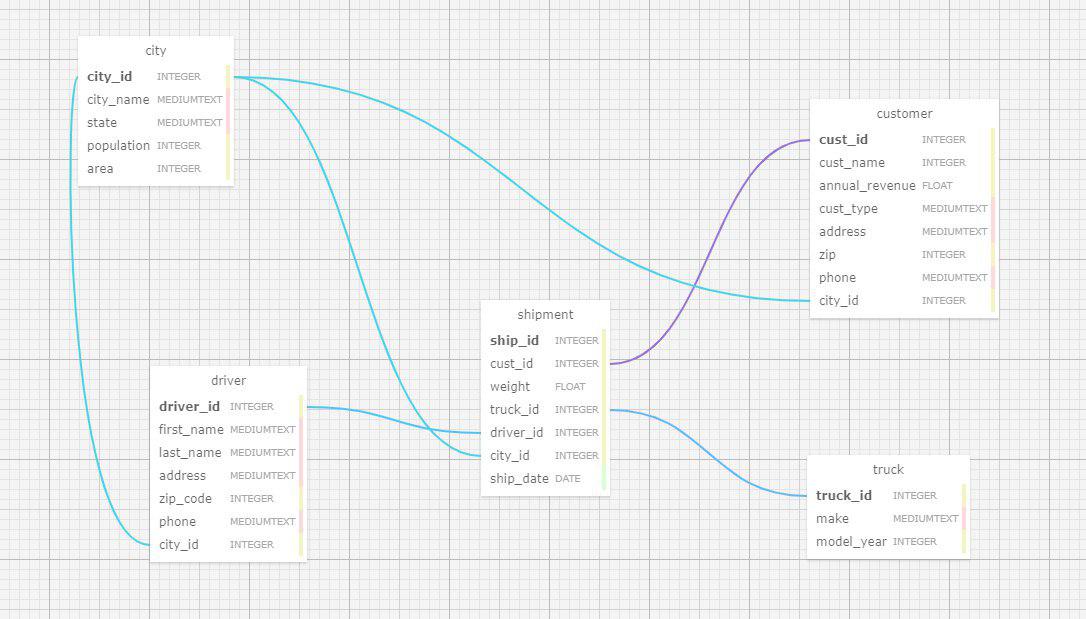 city
city_id INTEGER
city_name MEDIUMTEXT
state MEDIUMTEXT
population INTEGER
area INTEGER
customer
cust_id INTEGER
cust_name INTEGER
annual_revenue FLOAT
cust_type MEDIUMTEXT
address MEDIUMTEXT
zip INTEGER
phone MEDIUMTEXT
city_id INTEGER
shipment
ship_id INTEGER
cust_id INTEGER
weight FLOAT
truck_id INTEGER
driver_id INTEGER
city_id INTEGER
ship_date DATE
driver
driver_id INTEGER
first_name MEDIUMTEXT
last_name MEDIUMTEXT
address MEDIUMTEXT
zip_code INTEGER
phone MEDIUMTEXT
city_id INTEGER
truck
truck_id INTEGER
make MEDIUMTEXT
model_year INTEGER